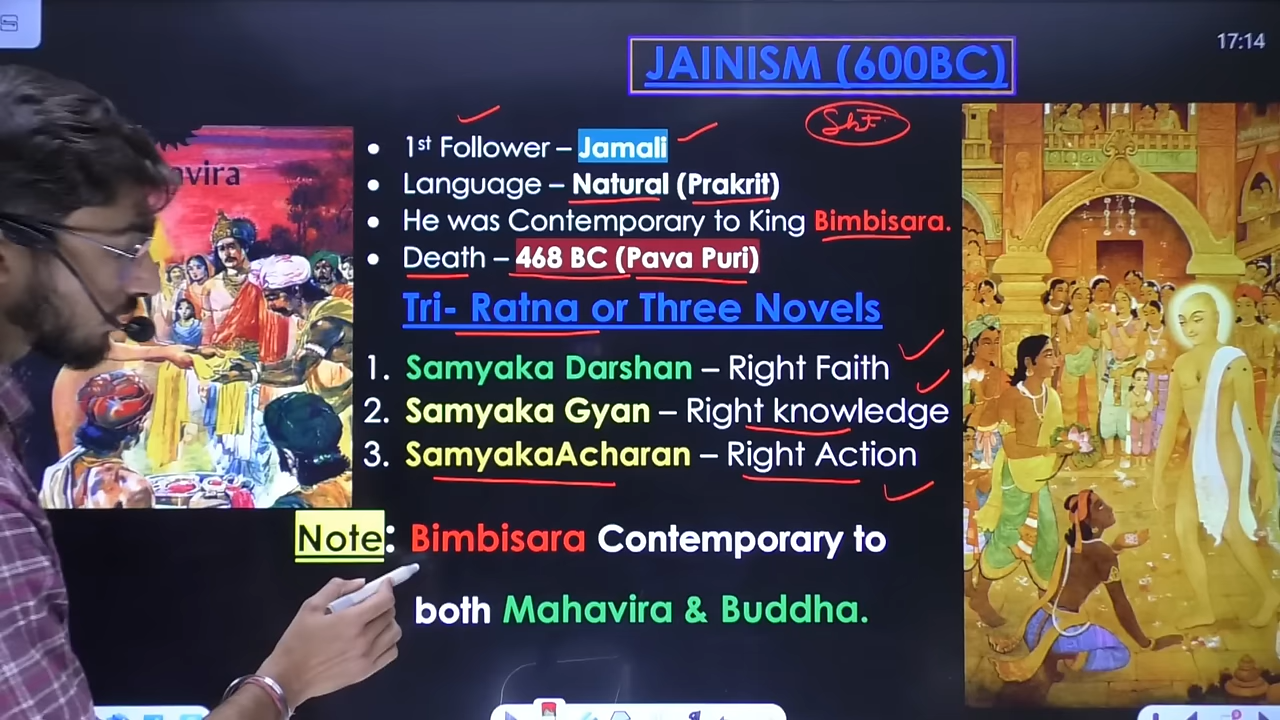 17:14
JAINISM (600BC)
avira
• 1st Follower – Jamali
• Language – Natural (Prakrit)
• He was Contemporary to King Bimbisara.
• Death – 468 BC (Pava Puri)
Tri- Ratna or Three Novels
1. Samyaka Darshan – Right Faith
2. Samyaka Gyan – Right knowledge
3. SamyakaAcharan – Right Action
Note: Bimbisara Contemporary to
both Mahavira & Buddha.